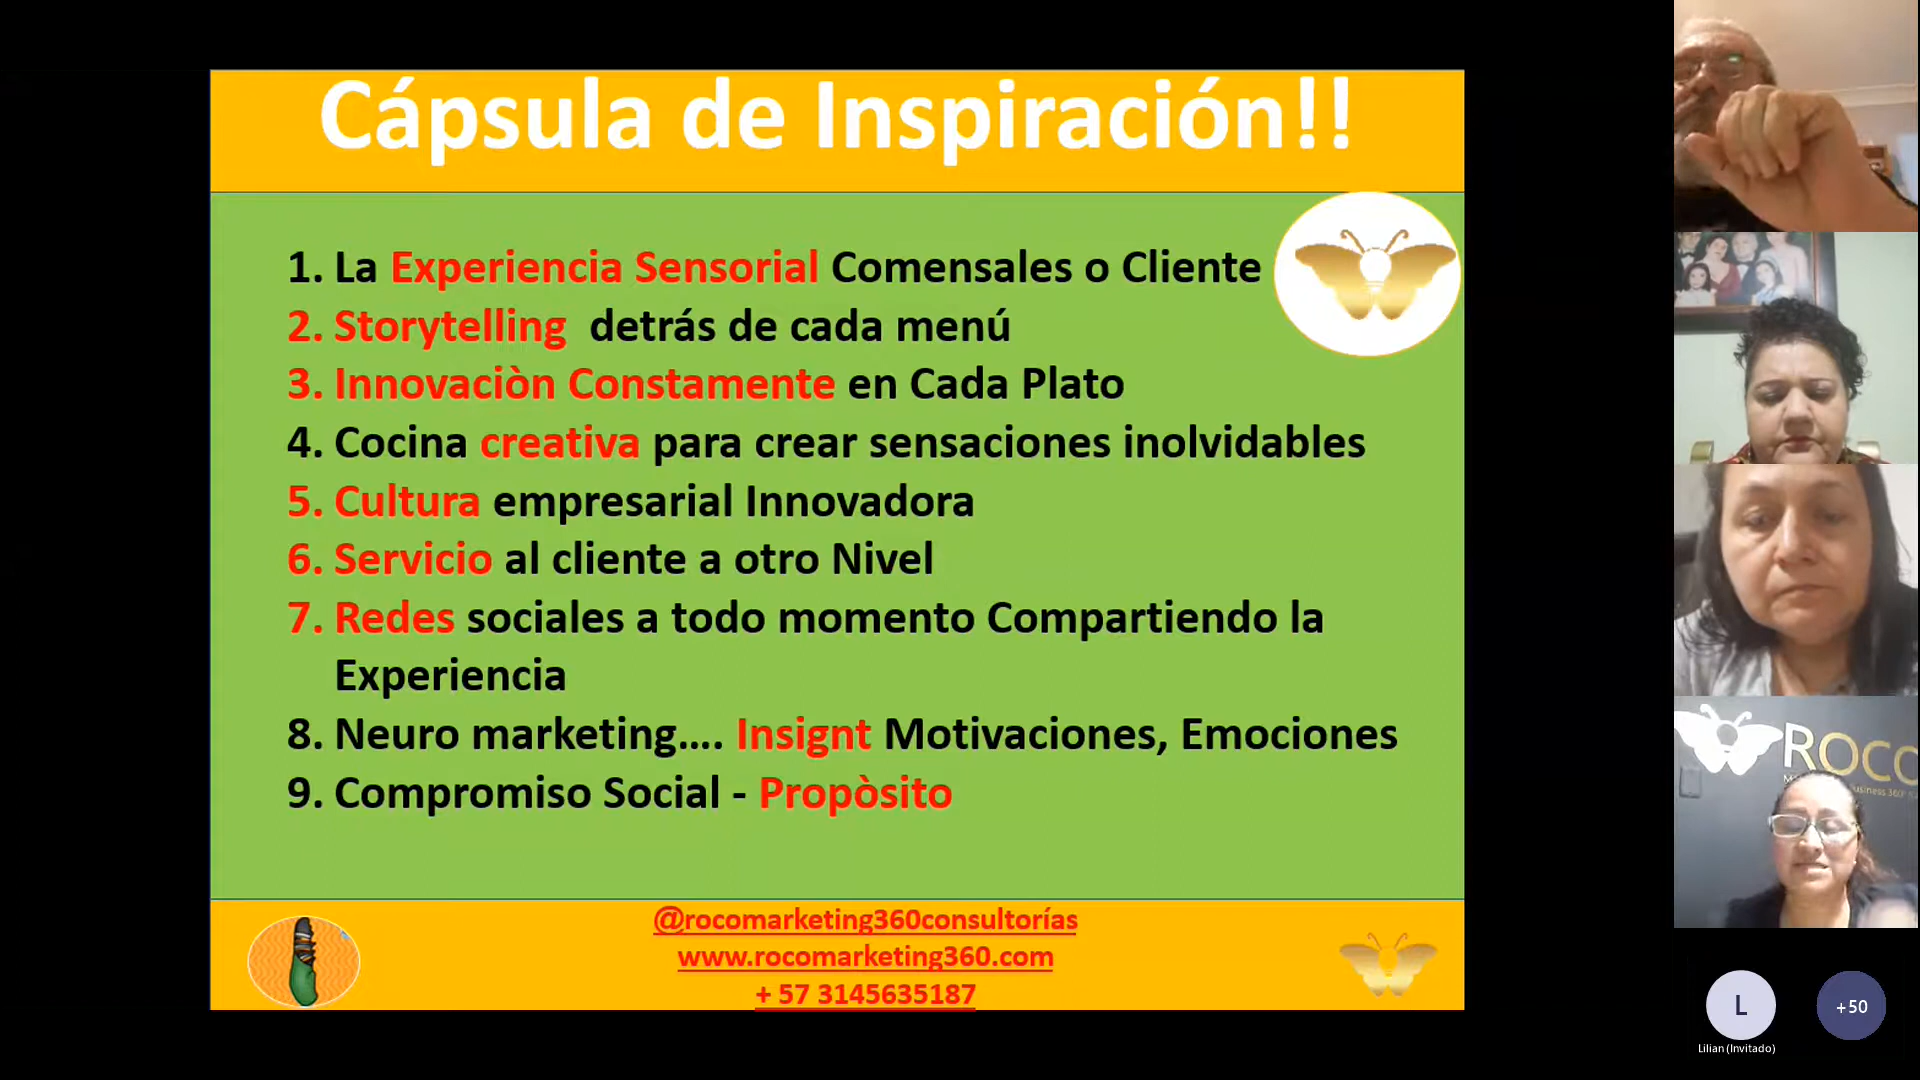 Cápsula de Inspiración!!
1. La Experiencia Sensorial Comensales o Cliente
2. Storytelling detrás de cada menú
3. Innovaciòn Constamente en Cada Plato
4. Cocina creativa para crear sensaciones inolvidables
5. Cultura empresarial Innovadora
6. Servicio al cliente a otro Nivel
7. Redes sociales a todo momento Compartiendo la
Experiencia
8. Neuro marketing.... Insignt Motivaciones, Emociones
9. Compromiso Social - Propòsito
@rocomarketing360consultorías
www.rocomarketing360.com
+ 57 3145635187
ROCO
L
+50
Lilian (Invitado)